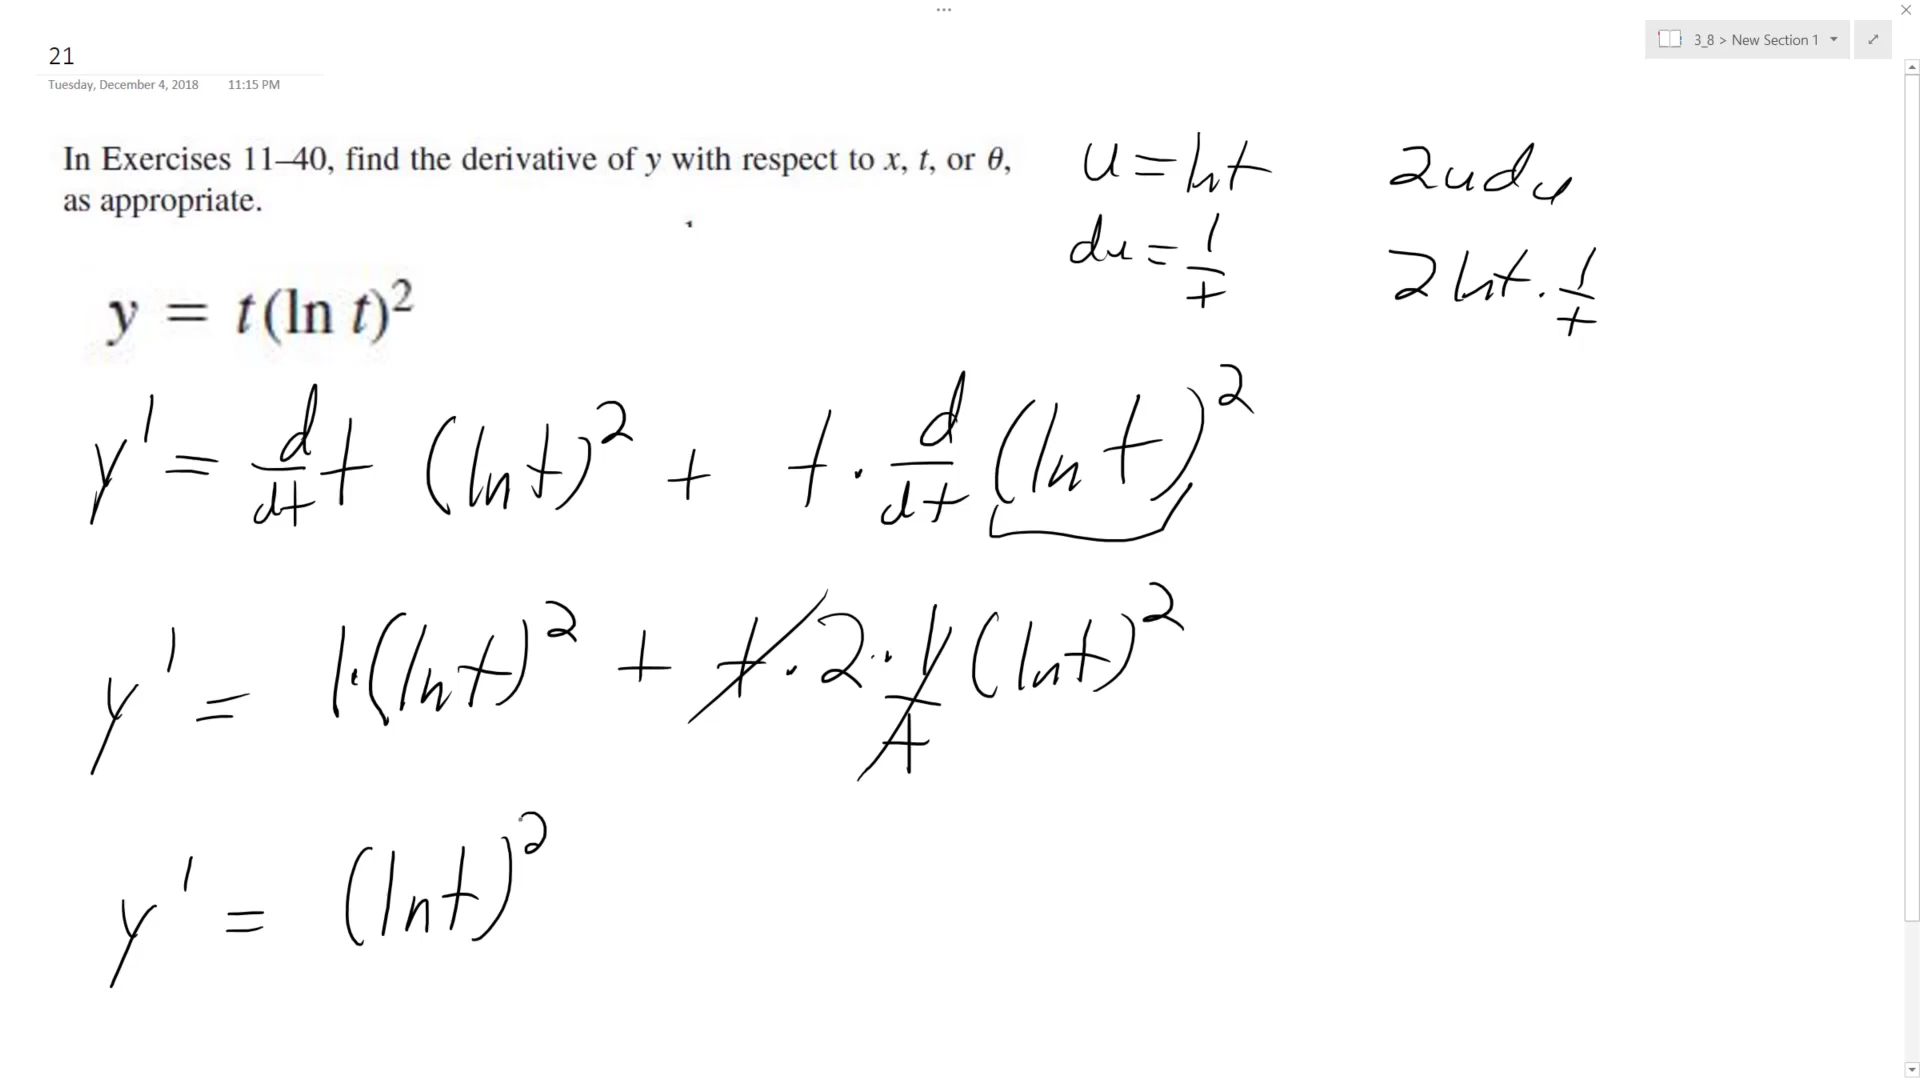 ...
3_8 > New Section 1
21
Tuesday, December 4, 2018 11:15 PM
In Exercises 11–40, find the derivative of y with respect to x, t, or θ,
as appropriate.
u = ln t
du = 1/t
2u du
2 ln t · 1/t
y = t(ln t)²
y' = d/dt t (ln t)² + t · d/dt (ln t)²
y' = 1·(ln t)² + t · 2 · · 1/t (ln t)²
y' = (ln t)²